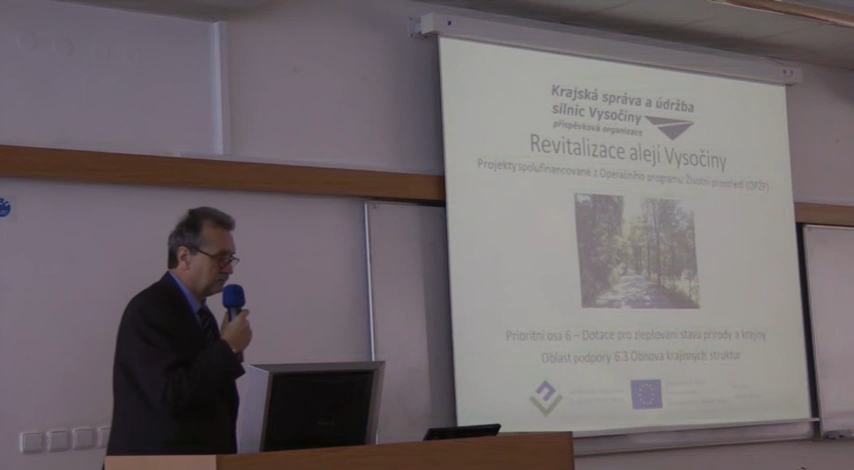 Krajská správa a údržba
silnic Vysočiny
příspěvková organizace
Revitalizace alejí Vysočiny
Projekty spolufinancované z Operačního programu Životní prostředí (OPŽP)
Prioritní osa 6 – Dotace pro zlepšování stavu přírody a krajiny
Oblast podpory 6.3 Obnova krajinných struktur